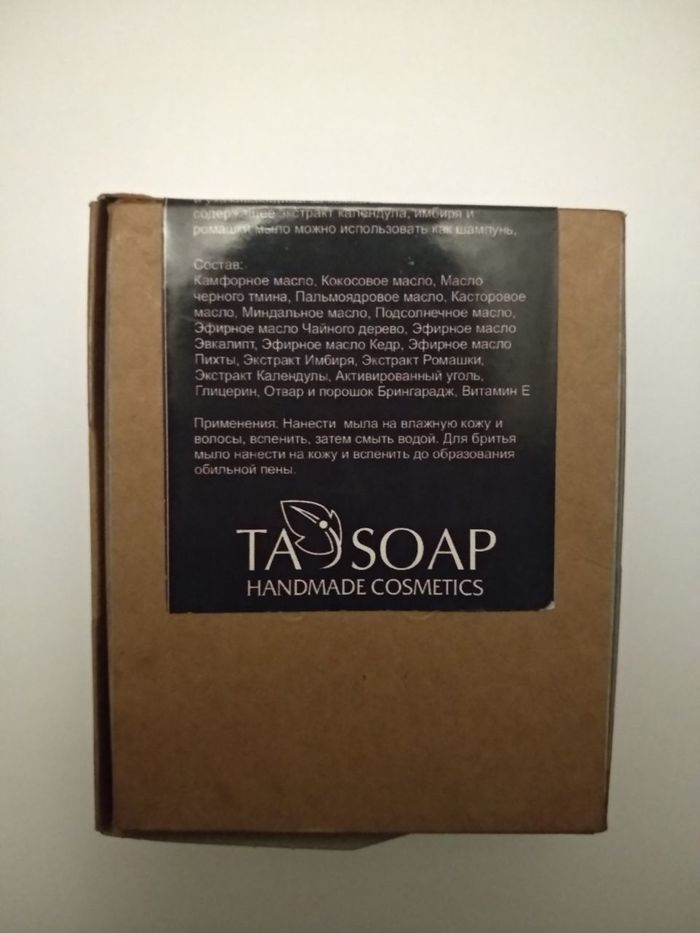 содержащее экстракт календула, имбиря и
ромашки мыло можно использовать как шампунь,
Состав:
Камфорное масло, Кокосовое масло, Масло
черного тмина, Пальмоядровое масло, Касторовое
масло, Миндальное масло, Подсолнечное масло,
Эфирное масло Чайного дерево, Эфирное масло
Эвкалипт, Эфирное масло Кедр, Эфирное масло
Пихты, Экстракт Имбиря, Экстракт Ромашки,
Экстракт Календулы, Активированный уголь,
Глицерин, Отвар и порошок Брингарадж, Витамин Е
Применения: Нанести мыла на влажную кожу и
волосы, вспенить, затем смыть водой. Для бритья
мыло нанести на кожу и вспенить до образования
обильной пены.
TA SOAP
HANDMADE COSMETICS